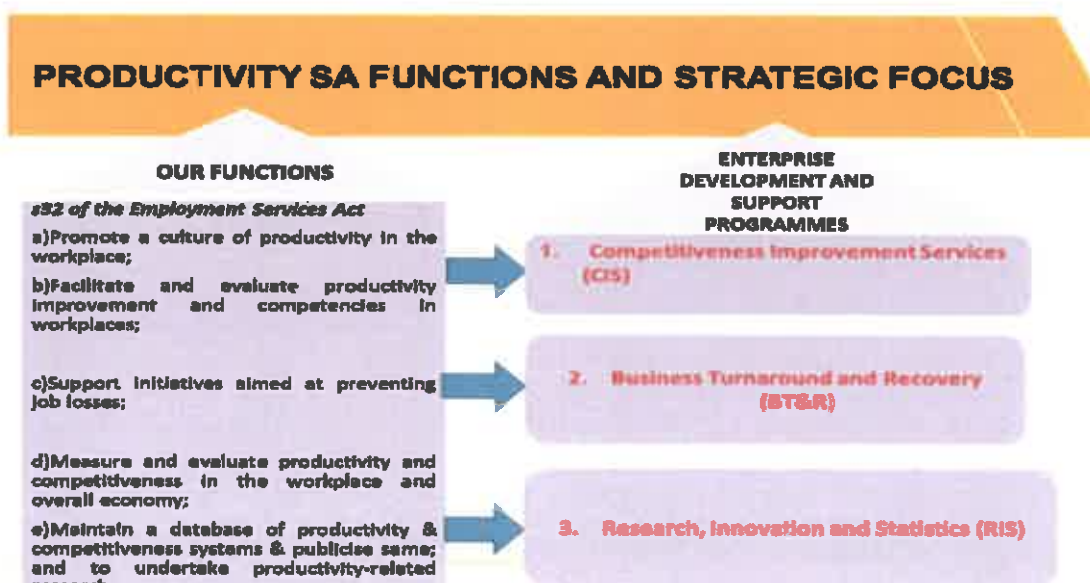 PRODUCTIVITY SA FUNCTIONS AND STRATEGIC FOCUS
OUR FUNCTIONS
s32 of the Employment Services Act
a)Promote a culture of productivity in the
workplace;
b)Facilitate and evaluate productivity
improvement and competencies in
workplaces;
c)Support initiatives aimed at preventing
job losses;
d)Measure and evaluate productivity and
competitiveness in the workplace and
overall economy;
e)Maintain a database of productivity &
competitiveness systems & publicise same;
and to undertake productivity-related
ENTERPRISE
DEVELOPMENT AND
SUPPORT
PROGRAMMES
1. Competitiveness Improvement Services
(CIS)
2. Business Turnaround and Recovery
(BT&R)
3. Research, Innovation and Statistics (RIS)